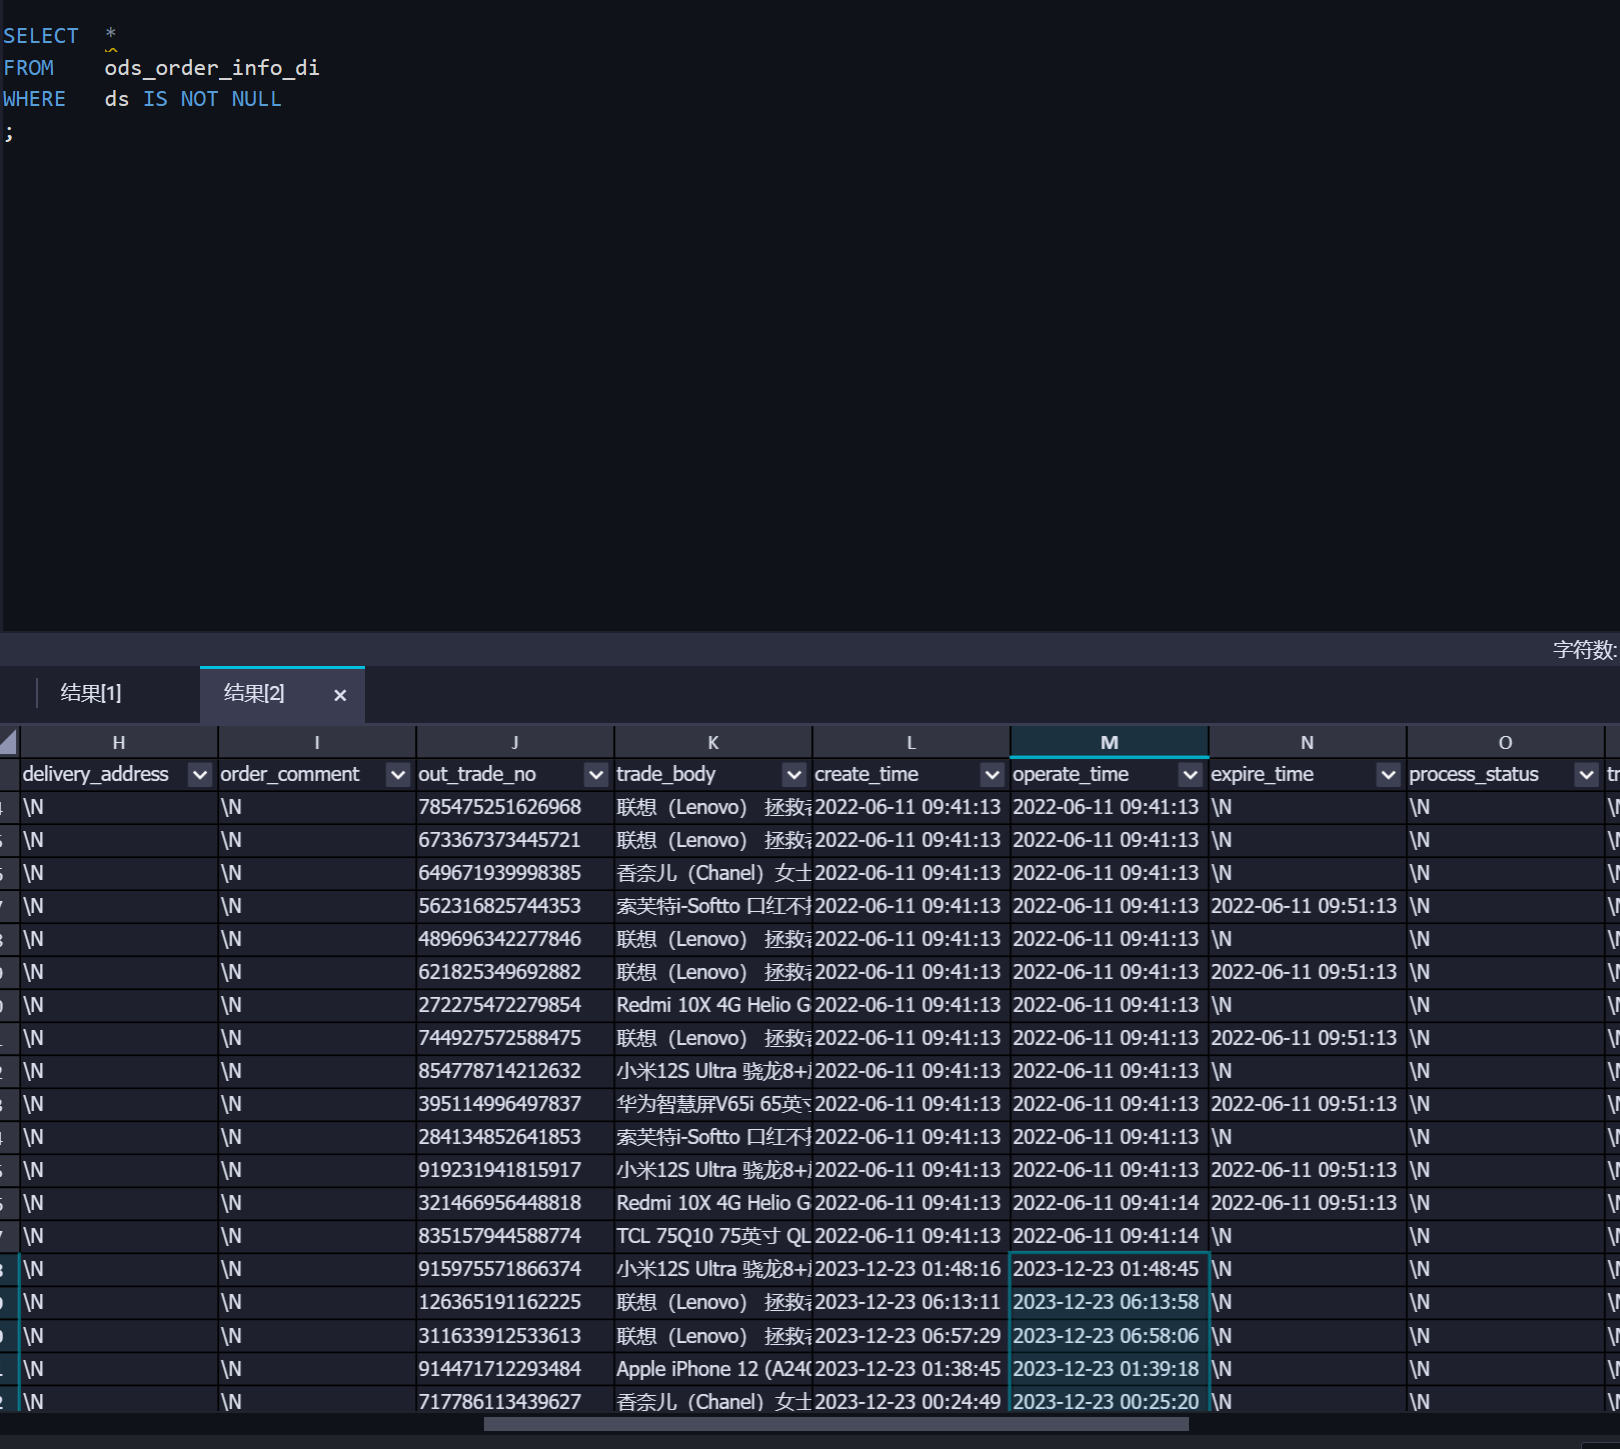 SELECT *
FROM ods_order_info_di
WHERE ds IS NOT NULL
;
字符数:
结果[1] 结果[2] ×
H I J K L M N O
delivery_address order_comment out_trade_no trade_body create_time operate_time expire_time process_status tr
\N \N 785475251626968 联想（Lenovo） 拯救者 2022-06-11 09:41:13 2022-06-11 09:41:13 \N \N
\N \N 673367373445721 联想（Lenovo） 拯救者 2022-06-11 09:41:13 2022-06-11 09:41:13 \N \N
\N \N 649671939998385 香奈儿（Chanel）女士 2022-06-11 09:41:13 2022-06-11 09:41:13 \N \N
\N \N 562316825744353 索芙特i-Softto 口红不 2022-06-11 09:41:13 2022-06-11 09:41:13 2022-06-11 09:51:13 \N
\N \N 489696342277846 联想（Lenovo） 拯救者 2022-06-11 09:41:13 2022-06-11 09:41:13 \N \N
\N \N 621825349692882 联想（Lenovo） 拯救者 2022-06-11 09:41:13 2022-06-11 09:41:13 2022-06-11 09:51:13 \N
\N \N 272275472279854 Redmi 10X 4G Helio G 2022-06-11 09:41:13 2022-06-11 09:41:13 \N \N
\N \N 744927572588475 联想（Lenovo） 拯救者 2022-06-11 09:41:13 2022-06-11 09:41:13 2022-06-11 09:51:13 \N
\N \N 854778714212632 小米12S Ultra 骁龙8+ 2022-06-11 09:41:13 2022-06-11 09:41:13 \N \N
\N \N 395114996497837 华为智慧屏V65i 65英寸 2022-06-11 09:41:13 2022-06-11 09:41:13 2022-06-11 09:51:13 \N
\N \N 284134852641853 索芙特i-Softto 口红不 2022-06-11 09:41:13 2022-06-11 09:41:13 \N \N
\N \N 919231941815917 小米12S Ultra 骁龙8+ 2022-06-11 09:41:13 2022-06-11 09:41:13 2022-06-11 09:51:13 \N
\N \N 321466956448818 Redmi 10X 4G Helio G 2022-06-11 09:41:13 2022-06-11 09:41:14 2022-06-11 09:51:13 \N
\N \N 835157944588774 TCL 75Q10 75英寸 QL 2022-06-11 09:41:13 2022-06-11 09:41:14 \N \N
\N \N 915975571866374 小米12S Ultra 骁龙8+ 2023-12-23 01:48:16 2023-12-23 01:48:45 \N \N
\N \N 126365191162225 联想（Lenovo） 拯救者 2023-12-23 06:13:11 2023-12-23 06:13:58 \N \N
\N \N 311633912533613 联想（Lenovo） 拯救者 2023-12-23 06:57:29 2023-12-23 06:58:06 \N \N
\N \N 914471712293484 Apple iPhone 12 (A240 2023-12-23 01:38:45 2023-12-23 01:39:18 \N \N
\N \N 717786113439627 香奈儿（Chanel）女士 2023-12-23 00:24:49 2023-12-23 00:25:20 \N \N